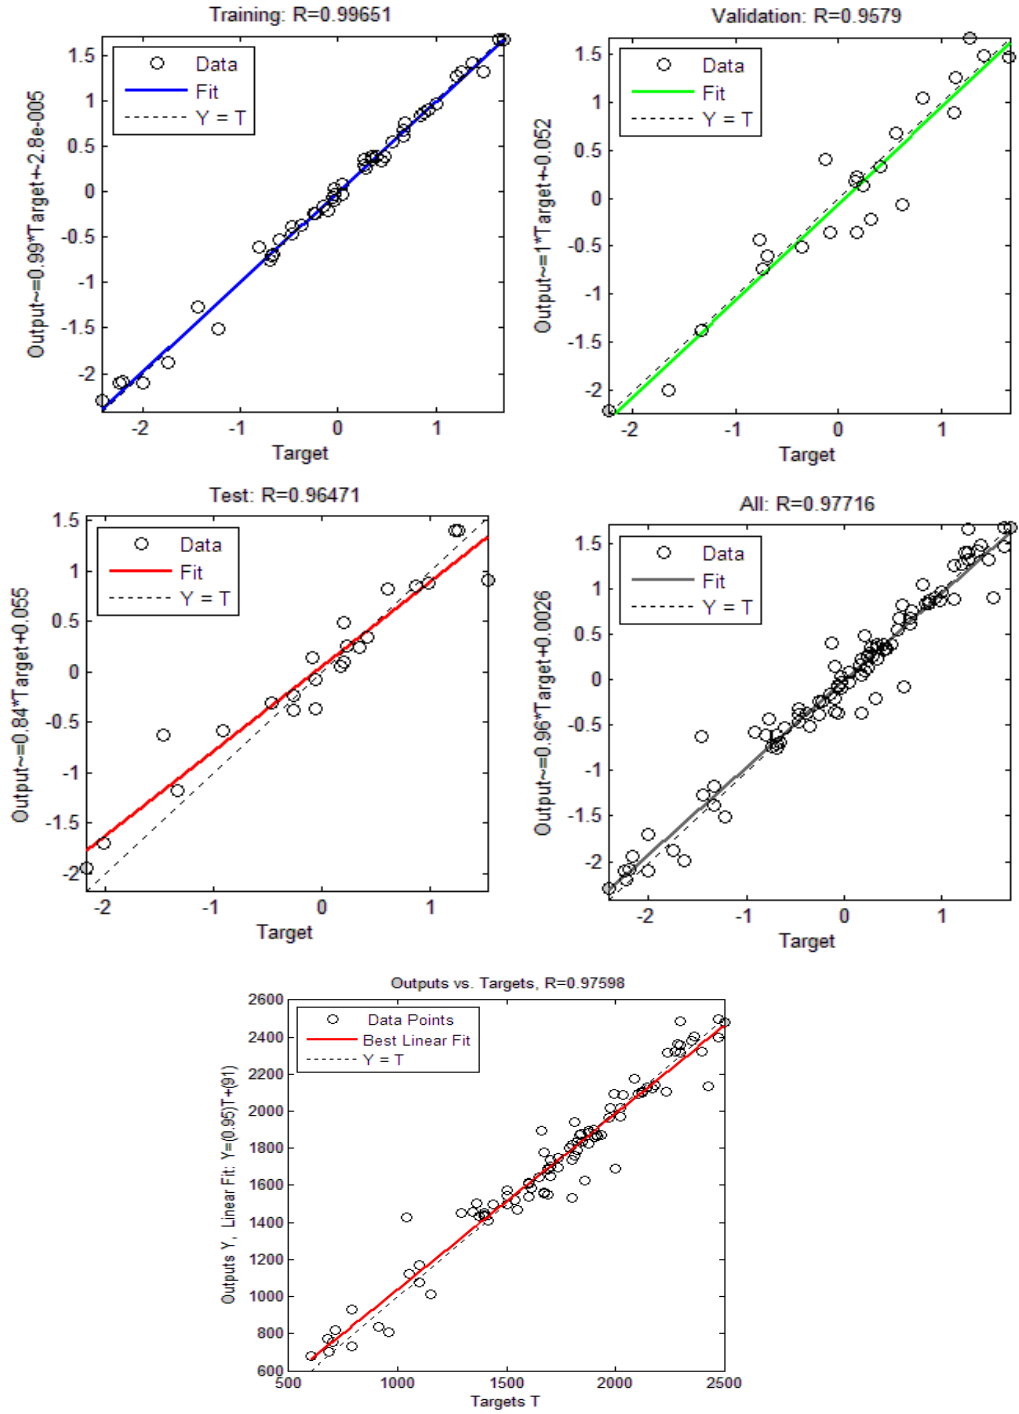 Training: R=0.99651
Data
Fit
Y = T
Output~=0.99*Target+-2.8e-005
1.5
1
0.5
0
-0.5
-1
-1.5
-2
-2
-1
0
1
Target
Validation: R=0.9579
Data
Fit
Y = T
Output~=1*Target+-0.052
1.5
1
0.5
0
-0.5
-1
-1.5
-2
-2
-1
0
1
Target
Test: R=0.96471
Data
Fit
Y = T
Output~=0.84*Target+0.055
1.5
1
0.5
0
-0.5
-1
-1.5
-2
-2
-1
0
1
Target
All: R=0.97716
Data
Fit
Y = T
Output~=0.96*Target+0.0026
1.5
1
0.5
0
-0.5
-1
-1.5
-2
-2
-1
0
1
Target
Outputs vs. Targets, R=0.97598
Data Points
Best Linear Fit
Y = T
Outputs Y, Linear Fit: Y=(0.95)T+(91)
2600
2400
2200
2000
1800
1600
1400
1200
1000
800
600
500
1000
1500
2000
2500
Targets T